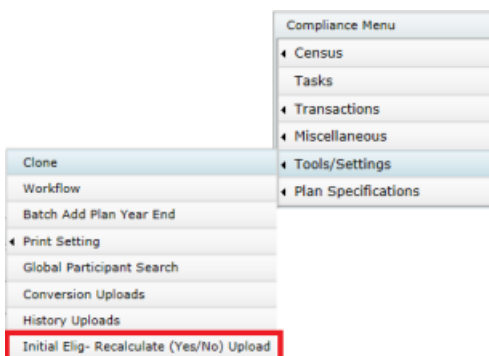 Compliance Menu
Census
Tasks
Transactions
Miscellaneous
Tools/Settings
Plan Specifications
Clone
Workflow
Batch Add Plan Year End
Print Setting
Global Participant Search
Conversion Uploads
History Uploads
Initial Elig- Recalculate (Yes/No) Upload